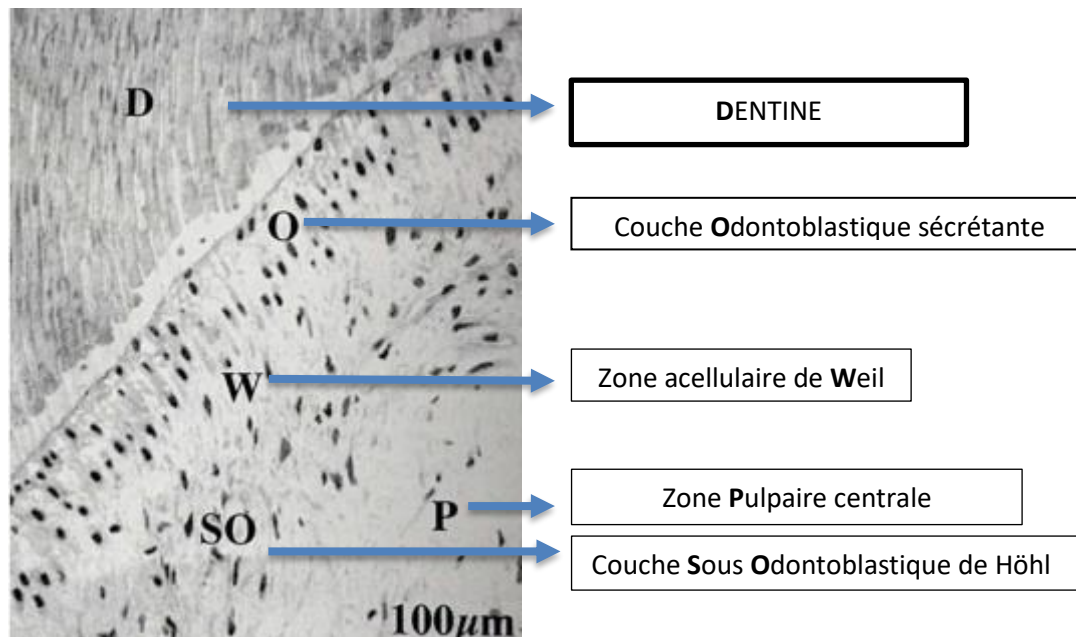 D
DENTINE
O
Couche Odontoblastique sécrétante
W
Zone acellulaire de Weil
P
Zone Pulpaire centrale
SO
Couche Sous Odontoblastique de Höhl
100µm